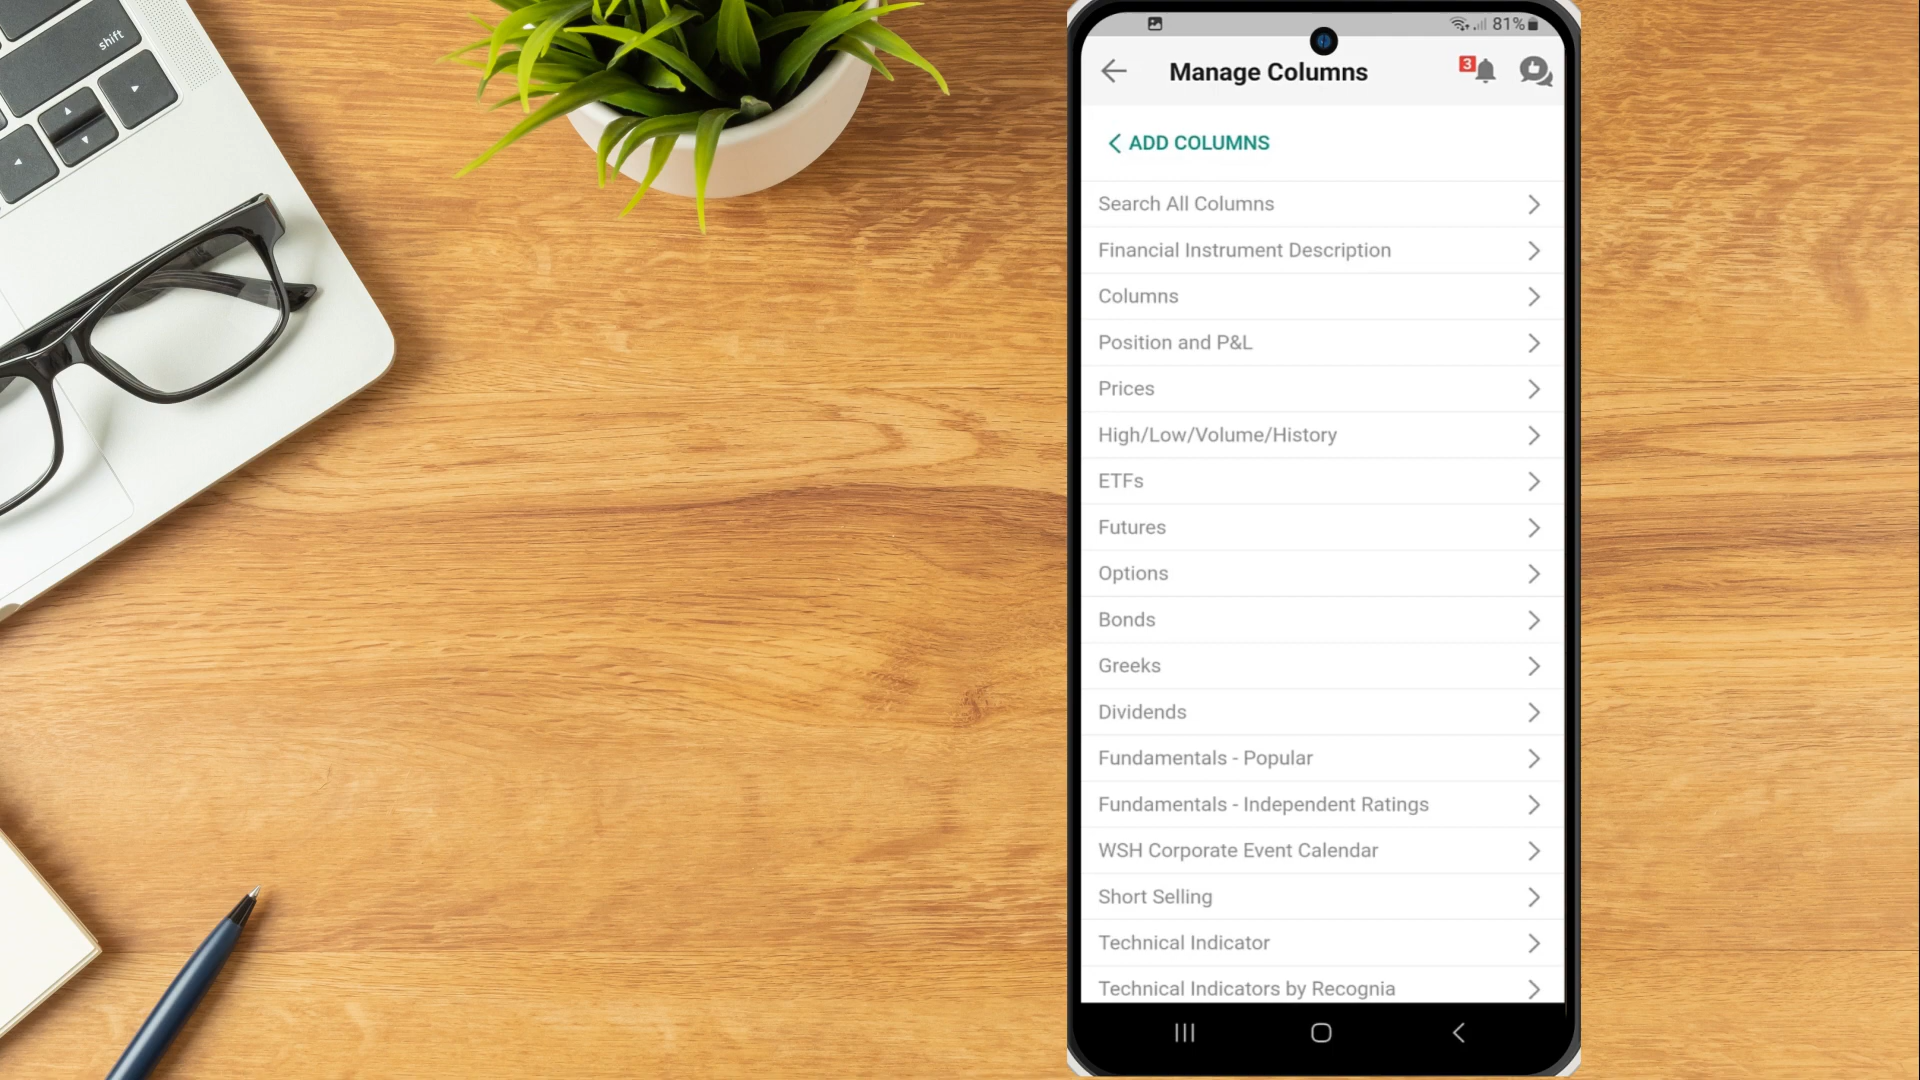 shift
81%
Manage Columns
3
ADD COLUMNS
Search All Columns
Financial Instrument Description
Columns
Position and P&L
Prices
High/Low/Volume/History
ETFs
Futures
Options
Bonds
Greeks
Dividends
Fundamentals - Popular
Fundamentals - Independent Ratings
WSH Corporate Event Calendar
Short Selling
Technical Indicator
Technical Indicators by Recognia